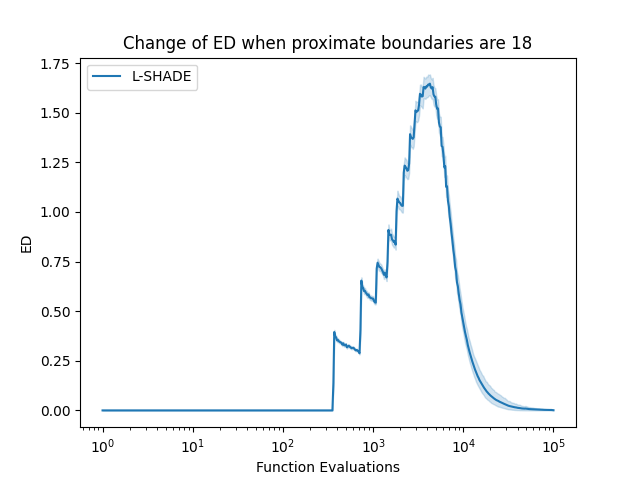 Change of ED when proximate boundaries are 18
L-SHADE
1.75
1.50
1.25
1.00
0.75
0.50
0.25
0.00
ED
10⁰ 10¹ 10² 10³ 10⁴ 10⁵
Function Evaluations